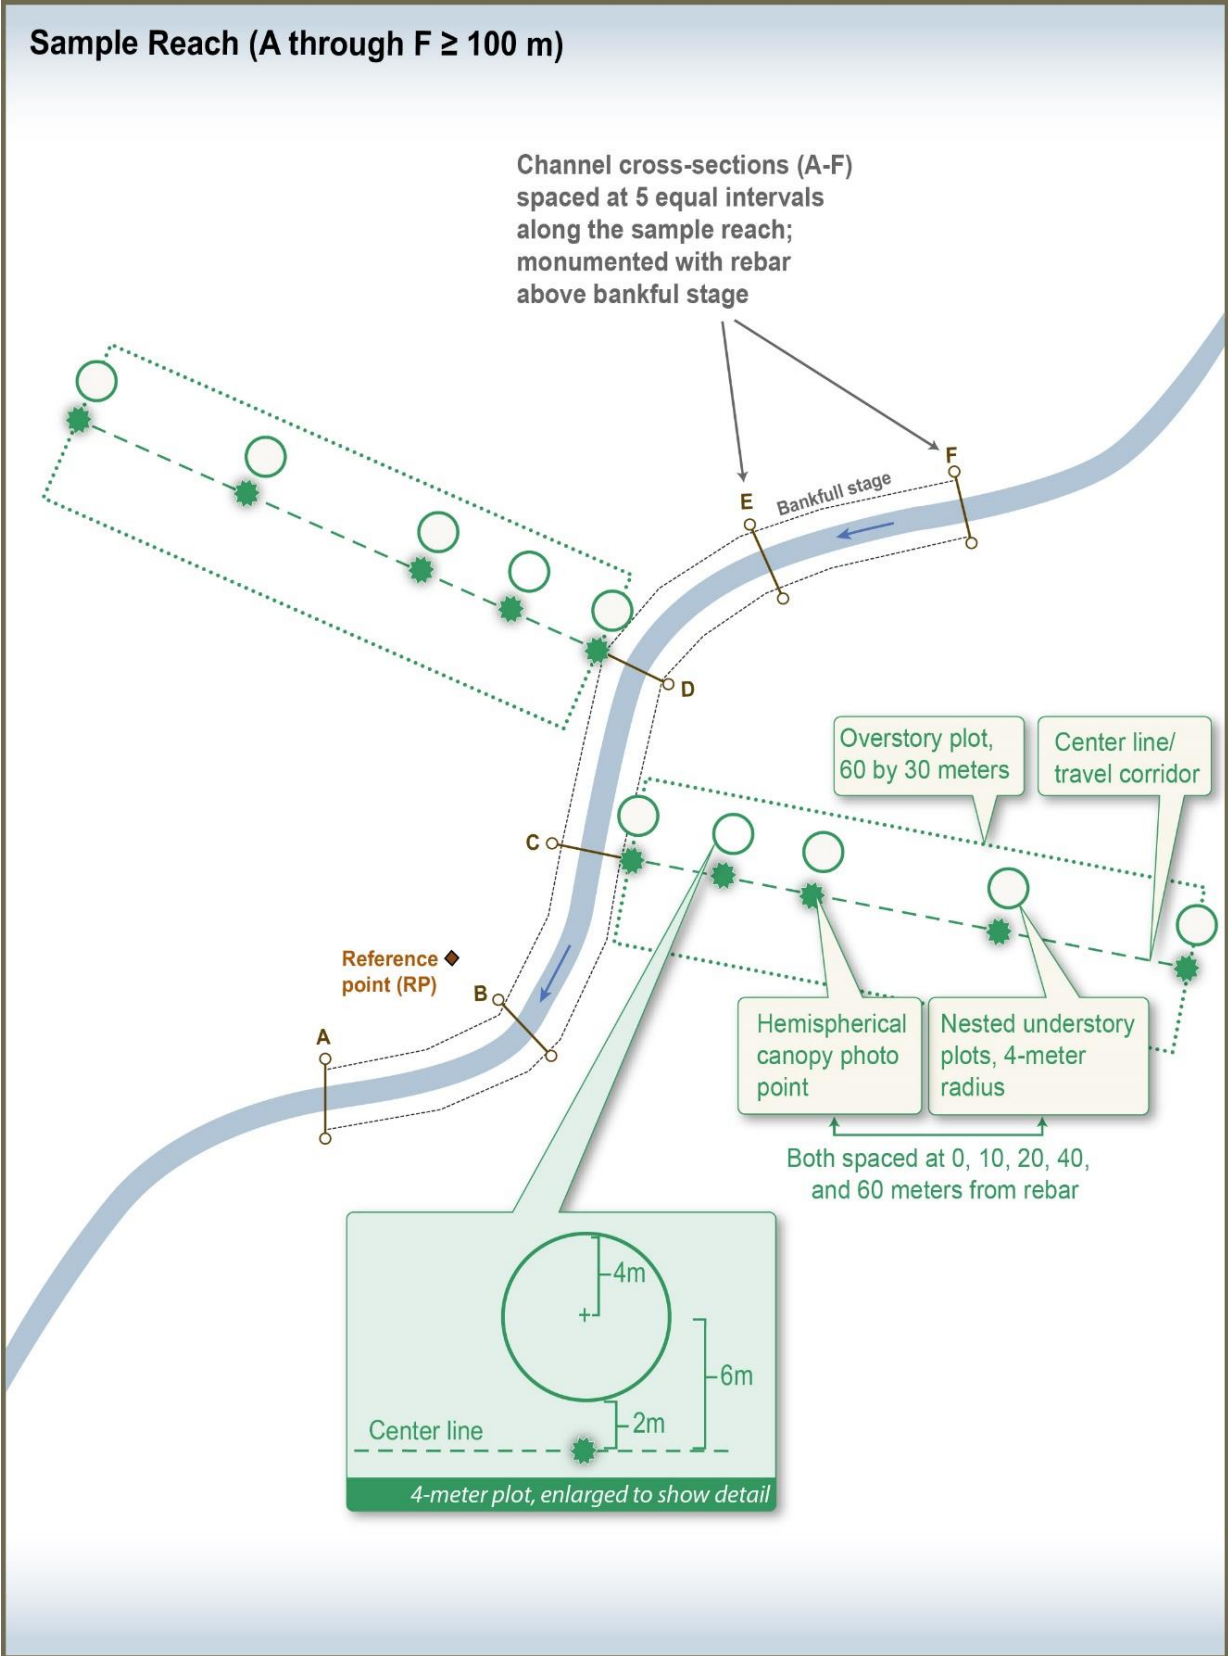 Sample Reach (A through F ≥ 100 m)
Channel cross-sections (A-F)
spaced at 5 equal intervals
along the sample reach;
monumented with rebar
above bankful stage
F
E
Bankfull stage
D
Overstory plot,
60 by 30 meters
Center line/
travel corridor
C
Reference
point (RP)
B
A
Hemispherical
canopy photo
point
Nested understory
plots, 4-meter
radius
Both spaced at 0, 10, 20, 40,
and 60 meters from rebar
4m
6m
2m
Center line
4-meter plot, enlarged to show detail